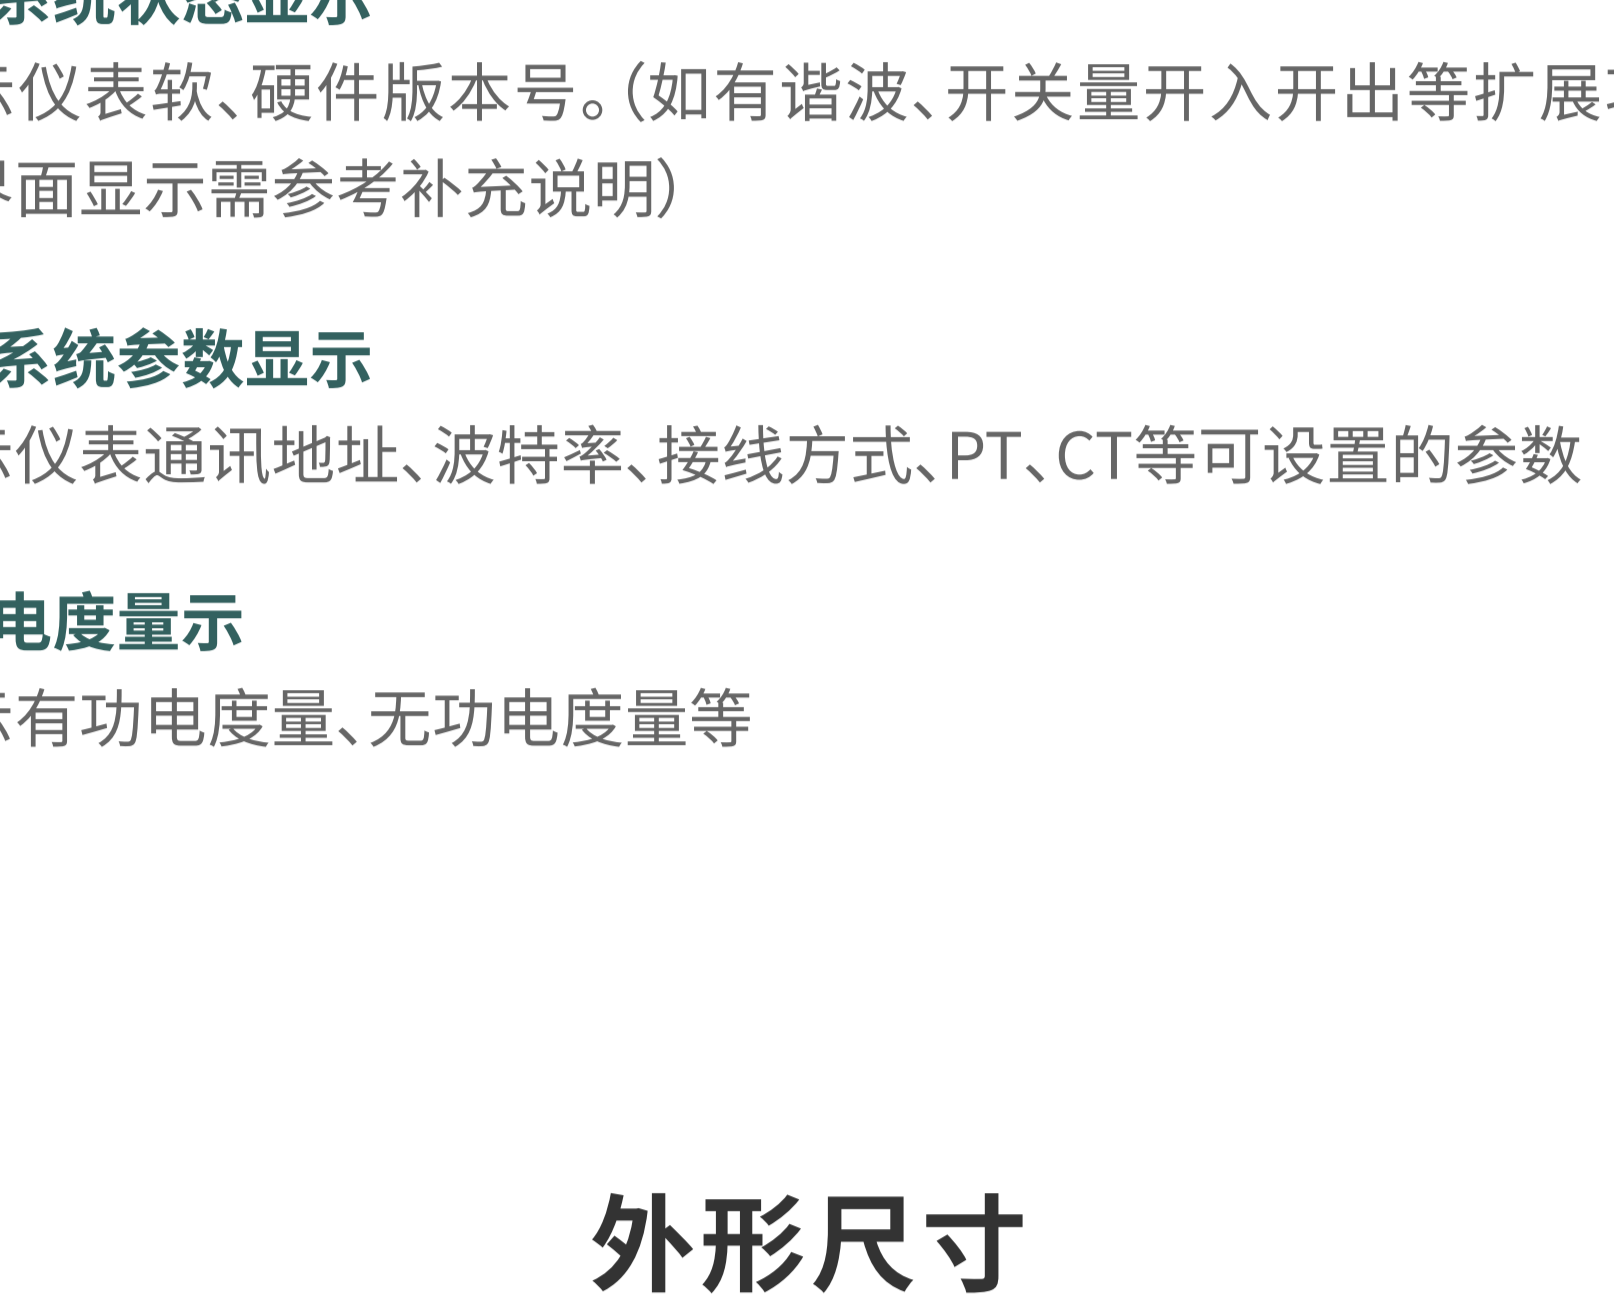 系统状态显示
示仪表软、硬件版本号。（如有谐波、开关量开入开出等扩展
界面显示需参考补充说明）
系统参数显示
示仪表通讯地址、波特率、接线方式、PT、CT等可设置的参数
电度量示
示有功电度量、无功电度量等
外形尺寸